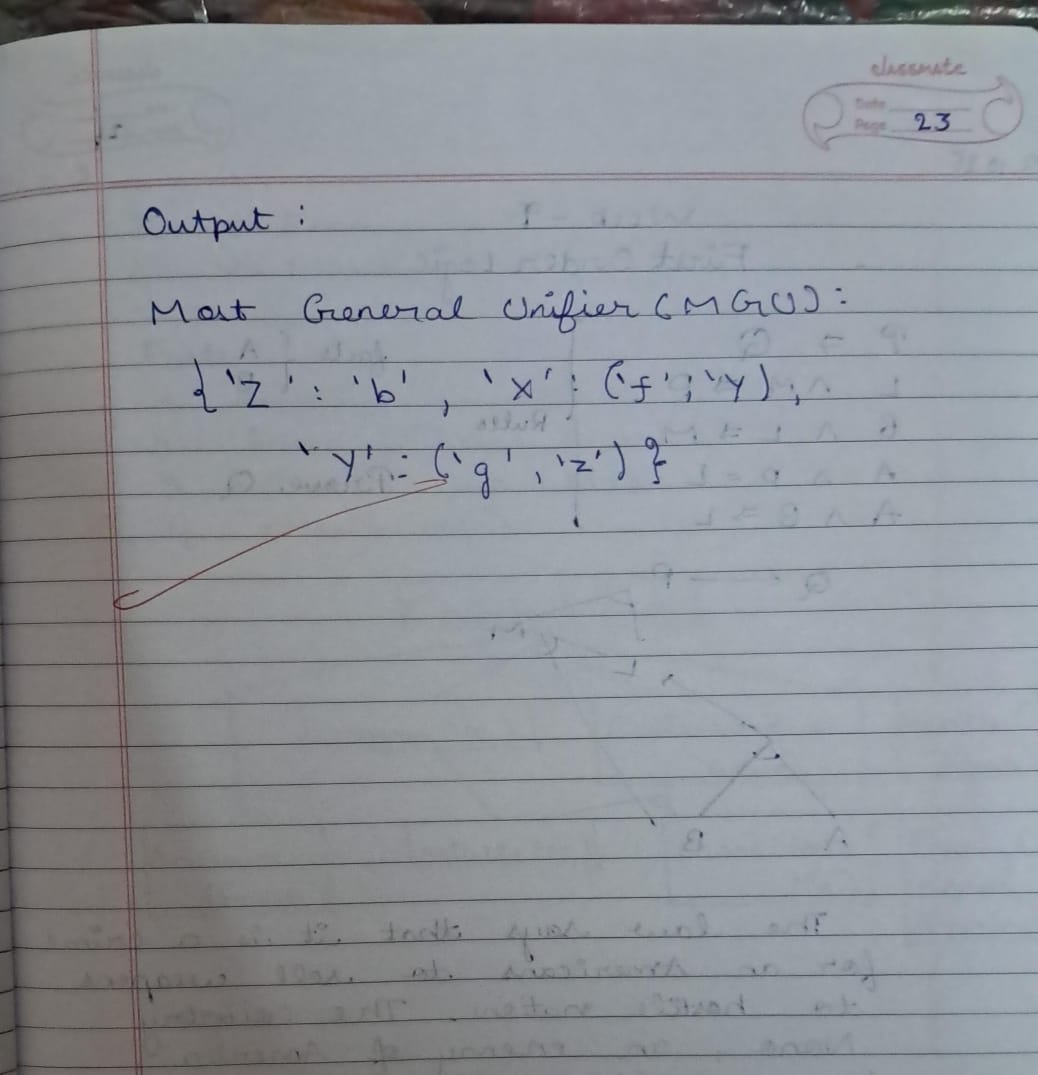 classmate
Date
Page 23
Output :
Most General Unifier (MGU) :
{ 'Z' : 'b' , 'x' : ('f' , 'Y') ,
'Y' : ('g' , 'z') }